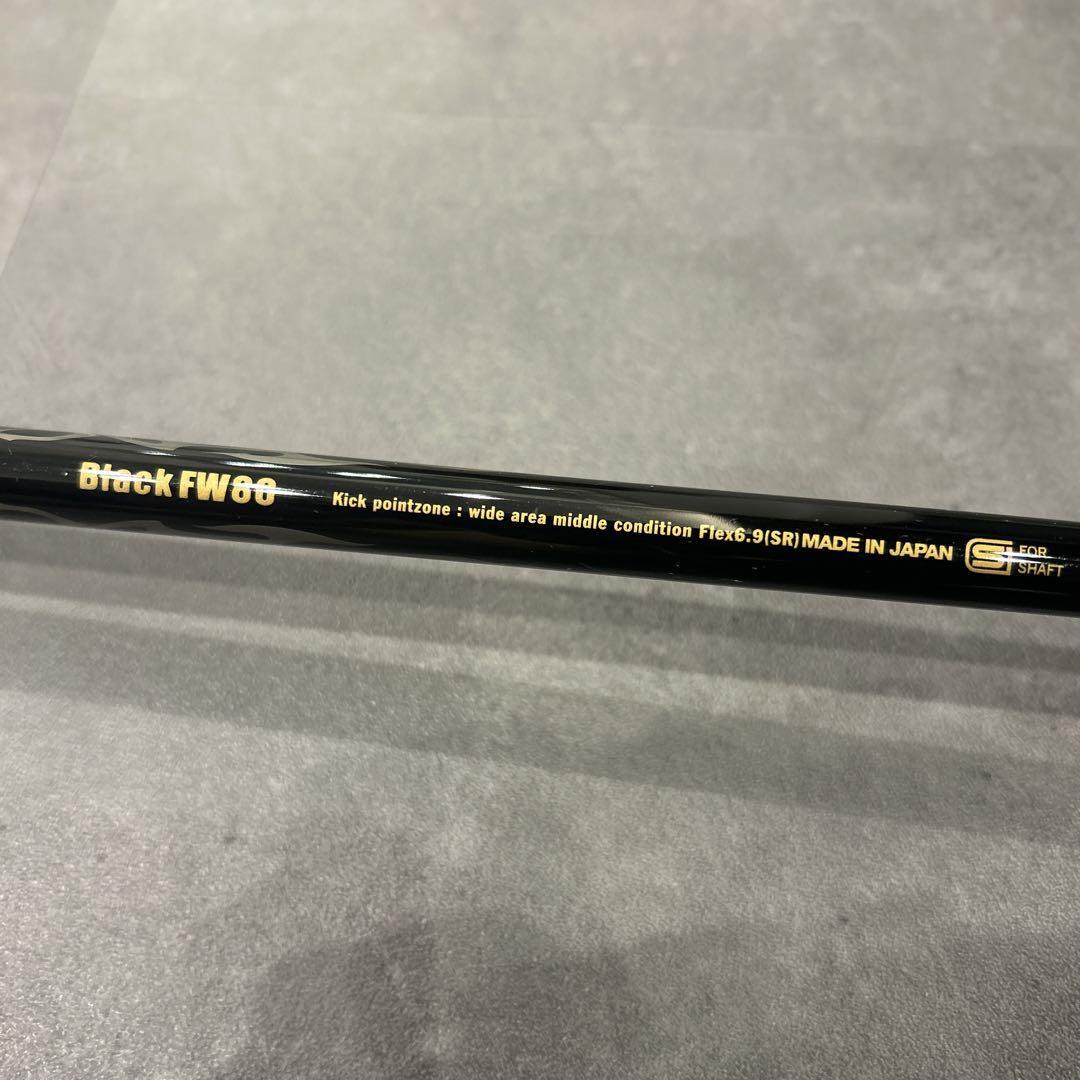 Black FW80 Kick pointzone : wide area middle condition Flex6.9(SR) MADE IN JAPAN FOR
SHAFT